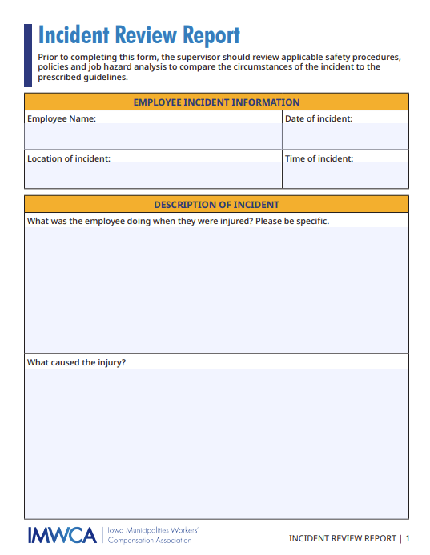 Incident Review Report
Prior to completing this form, the supervisor should review applicable safety procedures,
policies and job hazard analysis to compare the circumstances of the incident to the
prescribed guidelines.
EMPLOYEE INCIDENT INFORMATION
Employee Name:
Date of incident:
Location of incident:
Time of incident:
DESCRIPTION OF INCIDENT
What was the employee doing when they were injured? Please be specific.
What caused the injury?
IMWCA
Iowa Municipalities Workers'
Compensation Association
INCIDENT REVIEW REPORT | 1